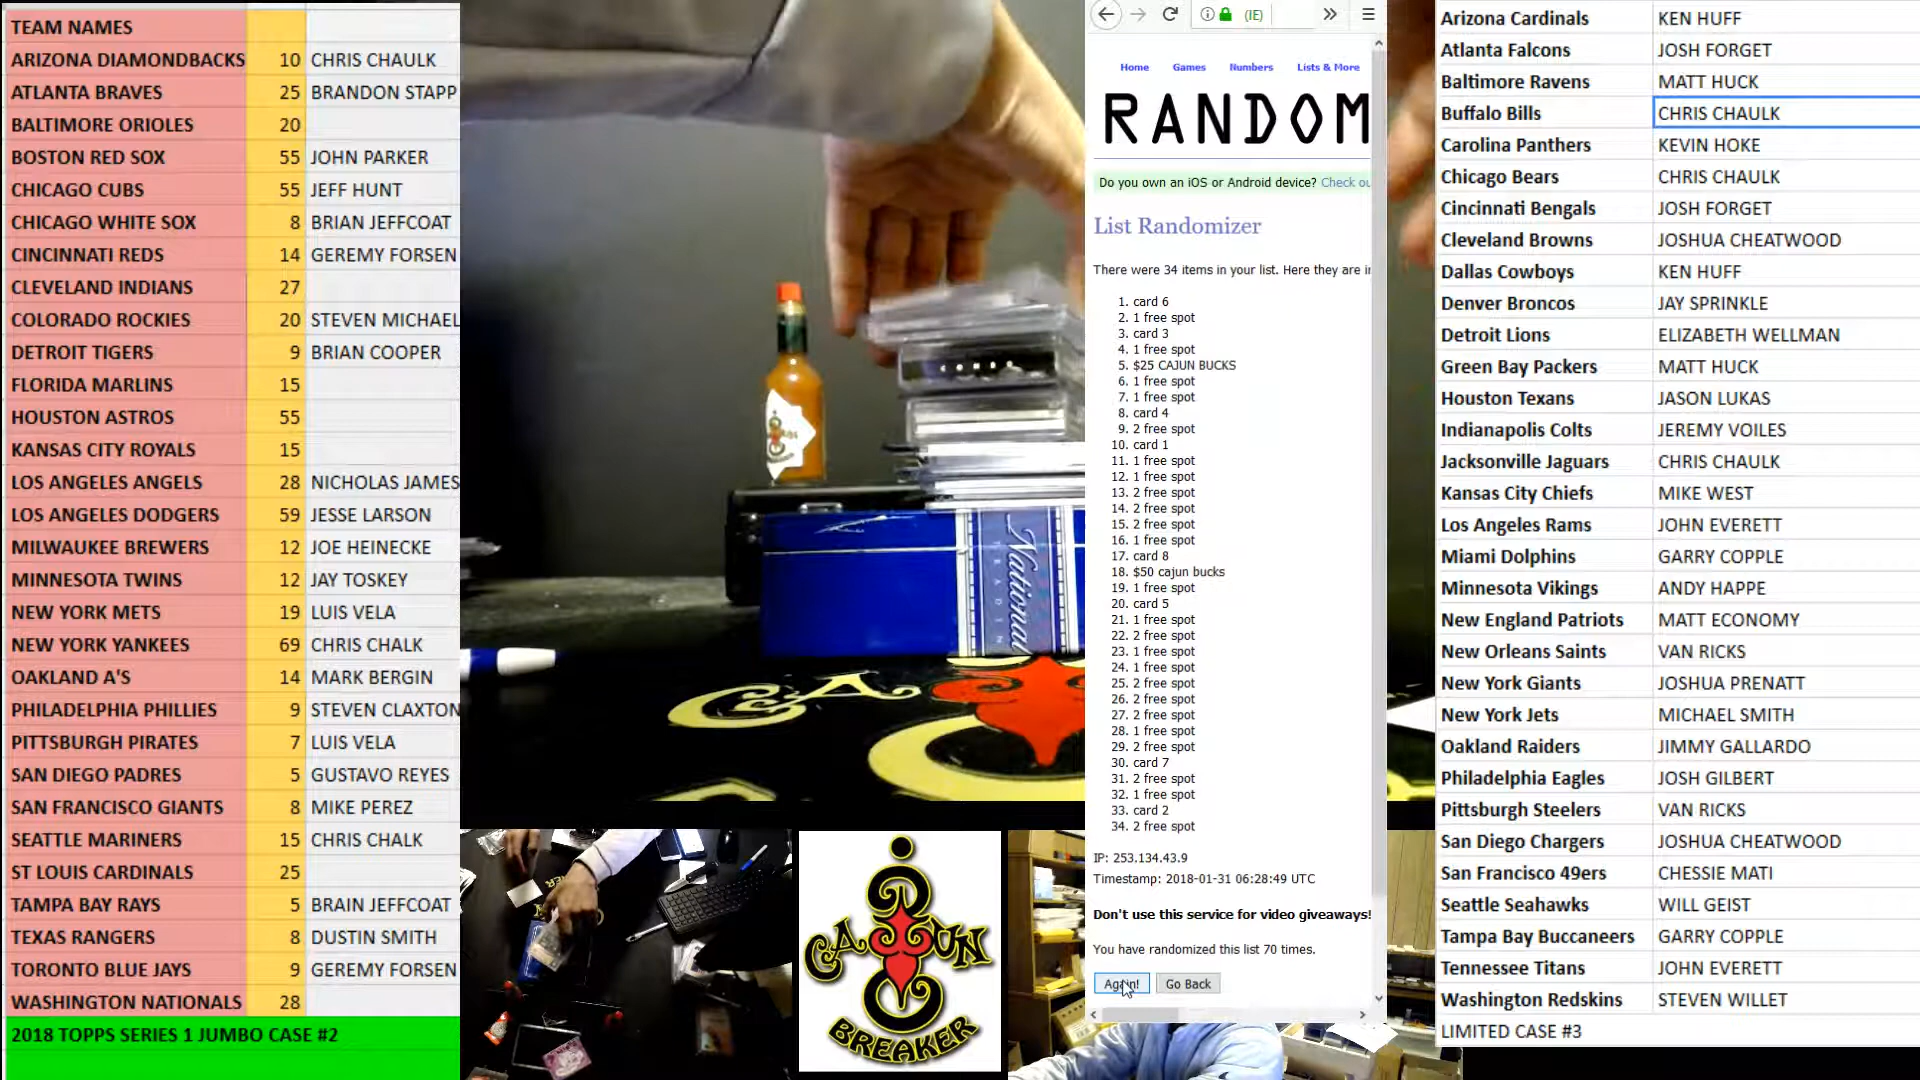 TEAM NAMES
ARIZONA DIAMONDBACKS 10 CHRIS CHAULK
ATLANTA BRAVES 25 BRANDON STAPP
BALTIMORE ORIOLES 20
BOSTON RED SOX 55 JOHN PARKER
CHICAGO CUBS 55 JEFF HUNT
CHICAGO WHITE SOX 8 BRIAN JEFFCOAT
CINCINNATI REDS 14 GEREMY FORSEN
CLEVELAND INDIANS 27
COLORADO ROCKIES 20 STEVEN MICHAEL
DETROIT TIGERS 9 BRIAN COOPER
FLORIDA MARLINS 15
HOUSTON ASTROS 55
KANSAS CITY ROYALS 15
LOS ANGELES ANGELS 28 NICHOLAS JAMES
LOS ANGELES DODGERS 59 JESSE LARSON
MILWAUKEE BREWERS 12 JOE HEINECKE
MINNESOTA TWINS 12 JAY TOSKEY
NEW YORK METS 19 LUIS VELA
NEW YORK YANKEES 69 CHRIS CHALK
OAKLAND A'S 14 MARK BERGIN
PHILADELPHIA PHILLIES 9 STEVEN CLAXTON
PITTSBURGH PIRATES 7 LUIS VELA
SAN DIEGO PADRES 5 GUSTAVO REYES
SAN FRANCISCO GIANTS 8 MIKE PEREZ
SEATTLE MARINERS 15 CHRIS CHALK
ST LOUIS CARDINALS 25
TAMPA BAY RAYS 5 BRAIN JEFFCOAT
TEXAS RANGERS 8 DUSTIN SMITH
TORONTO BLUE JAYS 9 GEREMY FORSEN
WASHINGTON NATIONALS 28
2018 TOPPS SERIES 1 JUMBO CASE #2
National
CA
CAJUN
BREAKER
(IE)
Home Games Numbers Lists & More
RANDOM
Do you own an iOS or Android device? Check ou
List Randomizer
There were 34 items in your list. Here they are i
1. card 6
2. 1 free spot
3. card 3
4. 1 free spot
5. $25 CAJUN BUCKS
6. 1 free spot
7. 1 free spot
8. card 4
9. 2 free spot
10. card 1
11. 1 free spot
12. 1 free spot
13. 2 free spot
14. 2 free spot
15. 2 free spot
16. 1 free spot
17. card 8
18. $50 cajun bucks
19. 1 free spot
20. card 5
21. 1 free spot
22. 2 free spot
23. 1 free spot
24. 1 free spot
25. 2 free spot
26. 2 free spot
27. 2 free spot
28. 1 free spot
29. 2 free spot
30. card 7
31. 2 free spot
32. 1 free spot
33. card 2
34. 2 free spot
IP: 253.134.43.9
Timestamp: 2018-01-31 06:28:49 UTC
Don't use this service for video giveaways!
You have randomized this list 70 times.
Again! Go Back
Arizona Cardinals KEN HUFF
Atlanta Falcons JOSH FORGET
Baltimore Ravens MATT HUCK
Buffalo Bills CHRIS CHAULK
Carolina Panthers KEVIN HOKE
Chicago Bears CHRIS CHAULK
Cincinnati Bengals JOSH FORGET
Cleveland Browns JOSHUA CHEATWOOD
Dallas Cowboys KEN HUFF
Denver Broncos JAY SPRINKLE
Detroit Lions ELIZABETH WELLMAN
Green Bay Packers MATT HUCK
Houston Texans JASON LUKAS
Indianapolis Colts JEREMY VOILES
Jacksonville Jaguars CHRIS CHAULK
Kansas City Chiefs MIKE WEST
Los Angeles Rams JOHN EVERETT
Miami Dolphins GARRY COPPLE
Minnesota Vikings ANDY HAPPE
New England Patriots MATT ECONOMY
New Orleans Saints VAN RICKS
New York Giants JOSHUA PRENATT
New York Jets MICHAEL SMITH
Oakland Raiders JIMMY GALLARDO
Philadelphia Eagles JOSH GILBERT
Pittsburgh Steelers VAN RICKS
San Diego Chargers JOSHUA CHEATWOOD
San Francisco 49ers CHESSIE MATI
Seattle Seahawks WILL GEIST
Tampa Bay Buccaneers GARRY COPPLE
Tennessee Titans JOHN EVERETT
Washington Redskins STEVEN WILLET
LIMITED CASE #3